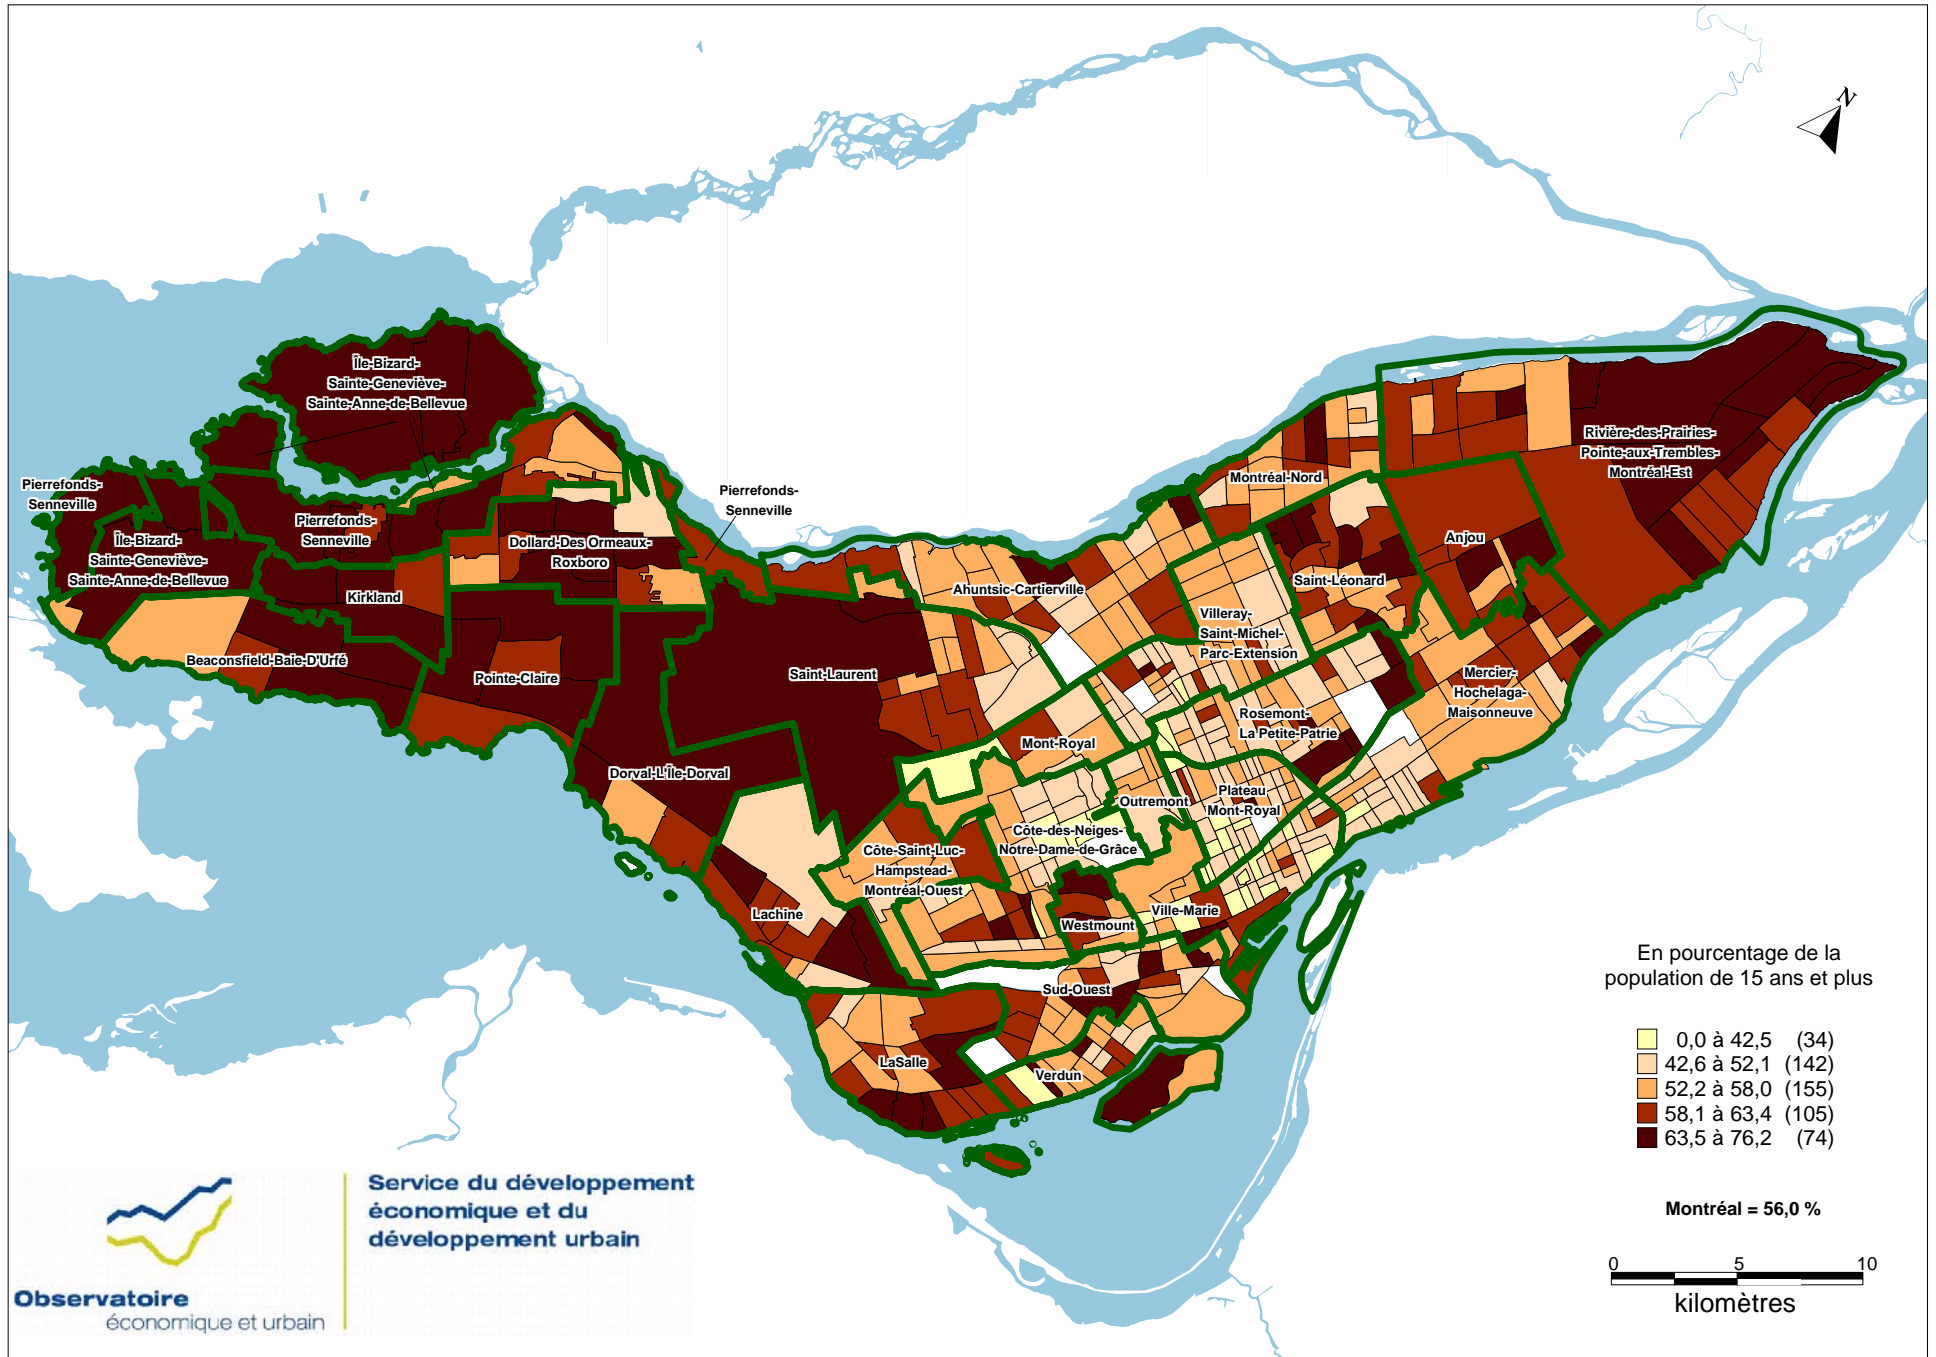 N
Île-Bizard-
Sainte-Geneviève-
Sainte-Anne-de-Bellevue
Pierrefonds-
Senneville
Île-Bizard-
Sainte-Geneviève-
Sainte-Anne-de-Bellevue
Pierrefonds-
Senneville
Dollard-Des Ormeaux-
Roxboro
Pierrefonds-
Senneville
Kirkland
Beaconsfield-Baie-D'Urfé
Pointe-Claire
Dorval-L'Île-Dorval
Saint-Laurent
Lachine
Ahuntsic-Cartierville
Montréal-Nord
Rivière-des-Prairies-
Pointe-aux-Trembles-
Montréal-Est
Anjou
Saint-Léonard
Villeray-
Saint-Michel-
Parc-Extension
Mercier-
Hochelaga-
Maisonneuve
Rosemont-
La Petite-Patrie
Mont-Royal
Outremont
Plateau
Mont-Royal
Côte-des-Neiges-
Notre-Dame-de-Grâce
Côte-Saint-Luc-
Hampstead-
Montréal-Ouest
Westmount
Ville-Marie
Sud-Ouest
LaSalle
Verdun
En pourcentage de la
population de 15 ans et plus
0,0 à 42,5 (34)
42,6 à 52,1 (142)
52,2 à 58,0 (155)
58,1 à 63,4 (105)
63,5 à 76,2 (74)
Montréal = 56,0 %
0 5 10
kilomètres
Service du développement
économique et du
développement urbain
Observatoire
économique et urbain